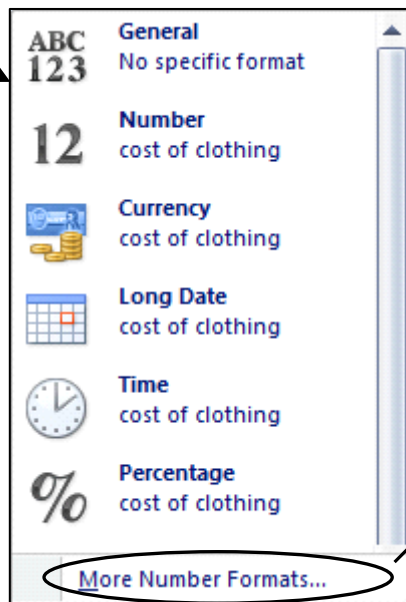 ABC
123
General
No specific format
12
Number
cost of clothing
Currency
cost of clothing
Long Date
cost of clothing
Time
cost of clothing
%
Percentage
cost of clothing
More Number Formats...